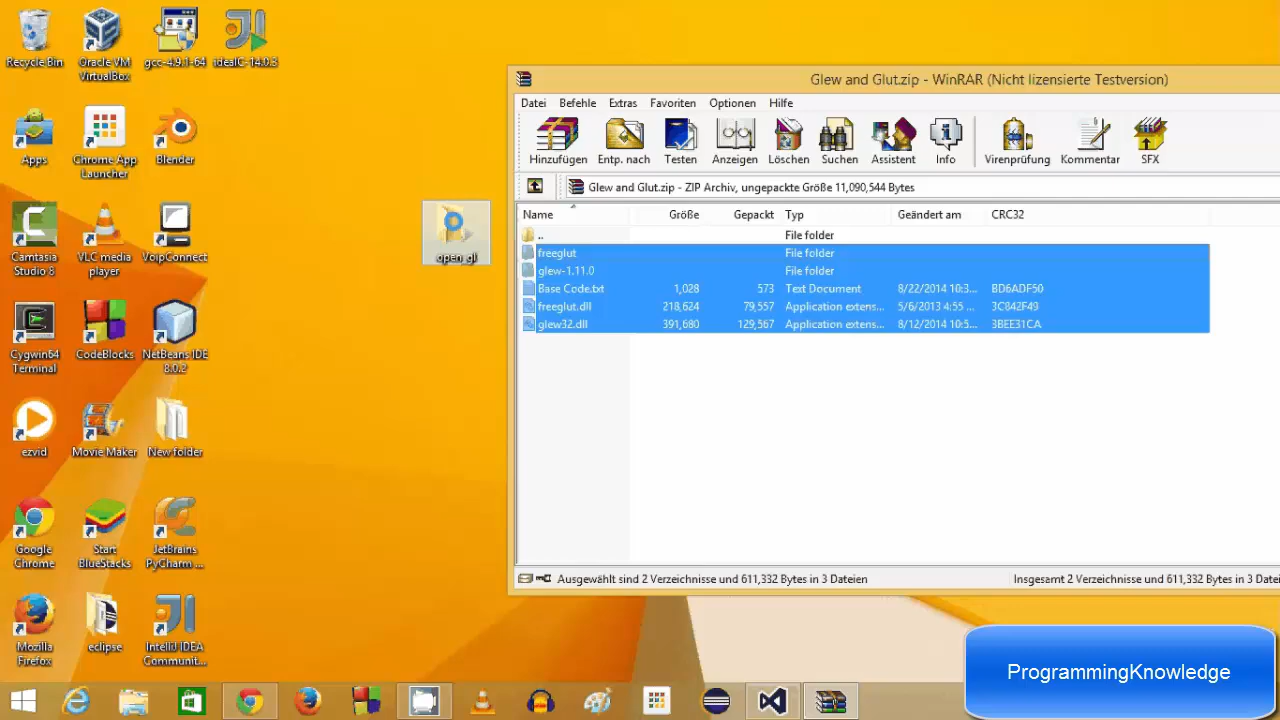 Recycle Bin
Oracle VM
VirtualBox
gcc-4.9.1-64
idealC-14.0.3
Apps
Chrome App
Launcher
Blender
Camtasia
Studio 8
VLC media
player
VoipConnect
Cygwin64
Terminal
CodeBlocks
NetBeans IDE
8.0.2
ezvid
Movie Maker
New folder
Google
Chrome
Start
BlueStacks
JetBrains
PyCharm ...
Mozilla
Firefox
eclipse
IntelliJ IDEA
Communit...
open_gl
Glew and Glut.zip - WinRAR (Nicht lizensierte Testversion)
Datei Befehle Extras Favoriten Optionen Hilfe
Hinzufügen Entp. nach Testen Anzeigen Löschen Suchen Assistent Info Virenprüfung Kommentar SFX
Glew and Glut.zip - ZIP Archiv, ungepackte Größe 11,090,544 Bytes
Name Größe Gepackt Typ Geändert am CRC32
.. File folder
freeglut File folder
glew-1.11.0 File folder
Base Code.txt 1,028 573 Text Document 8/22/2014 10:3... BD6ADF50
freeglut.dll 218,624 79,557 Application extens... 5/6/2013 4:55 ... 3C842F49
glew32.dll 391,680 129,567 Application extens... 8/12/2014 10:5... 3BEE31CA
Ausgewählt sind 2 Verzeichnisse und 611,332 Bytes in 3 Dateien
Insgesamt 2 Verzeichnisse und 611,332 Bytes in 3 Datei
ProgrammingKnowledge